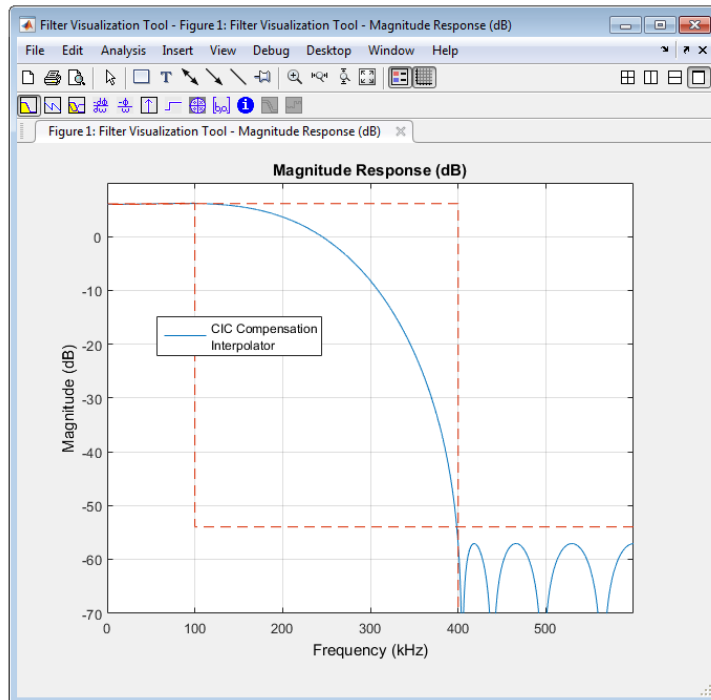 Filter Visualization Tool - Figure 1: Filter Visualization Tool - Magnitude Response (dB)
File Edit Analysis Insert View Debug Desktop Window Help
Figure 1: Filter Visualization Tool - Magnitude Response (dB)
Magnitude Response (dB)
0
-10
-20
-30
-40
-50
-60
-70
Magnitude (dB)
CIC Compensation
Interpolator
0 100 200 300 400 500
Frequency (kHz)